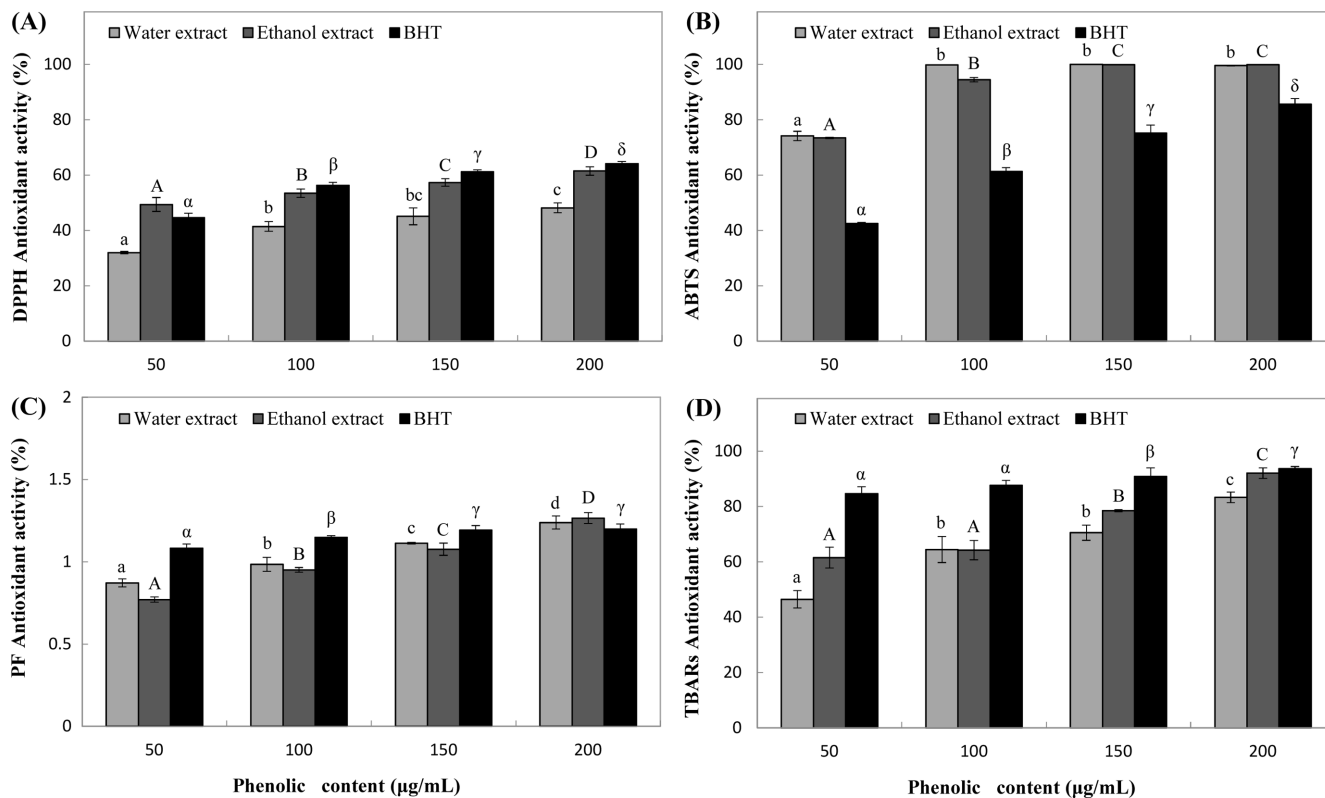 (A)
Water extract Ethanol extract BHT
DPPH Antioxidant activity (%)
100
80
60
40
20
0
a A α
b B β
bc C γ
c D δ
50 100 150 200
(B)
Water extract Ethanol extract BHT
ABTS Antioxidant activity (%)
100
80
60
40
20
0
a A α
b B β
b C γ
b C δ
50 100 150 200
(C)
Water extract Ethanol extract BHT
PF Antioxidant activity (%)
2
1.5
1
0.5
0
a A α
b B β
c C γ
d D γ
50 100 150 200
Phenolic content (µg/mL)
(D)
Water extract Ethanol extract BHT
TBARs Antioxidant activity (%)
100
80
60
40
20
0
a A α
b A α
b B β
c C γ
50 100 150 200
Phenolic content (µg/mL)